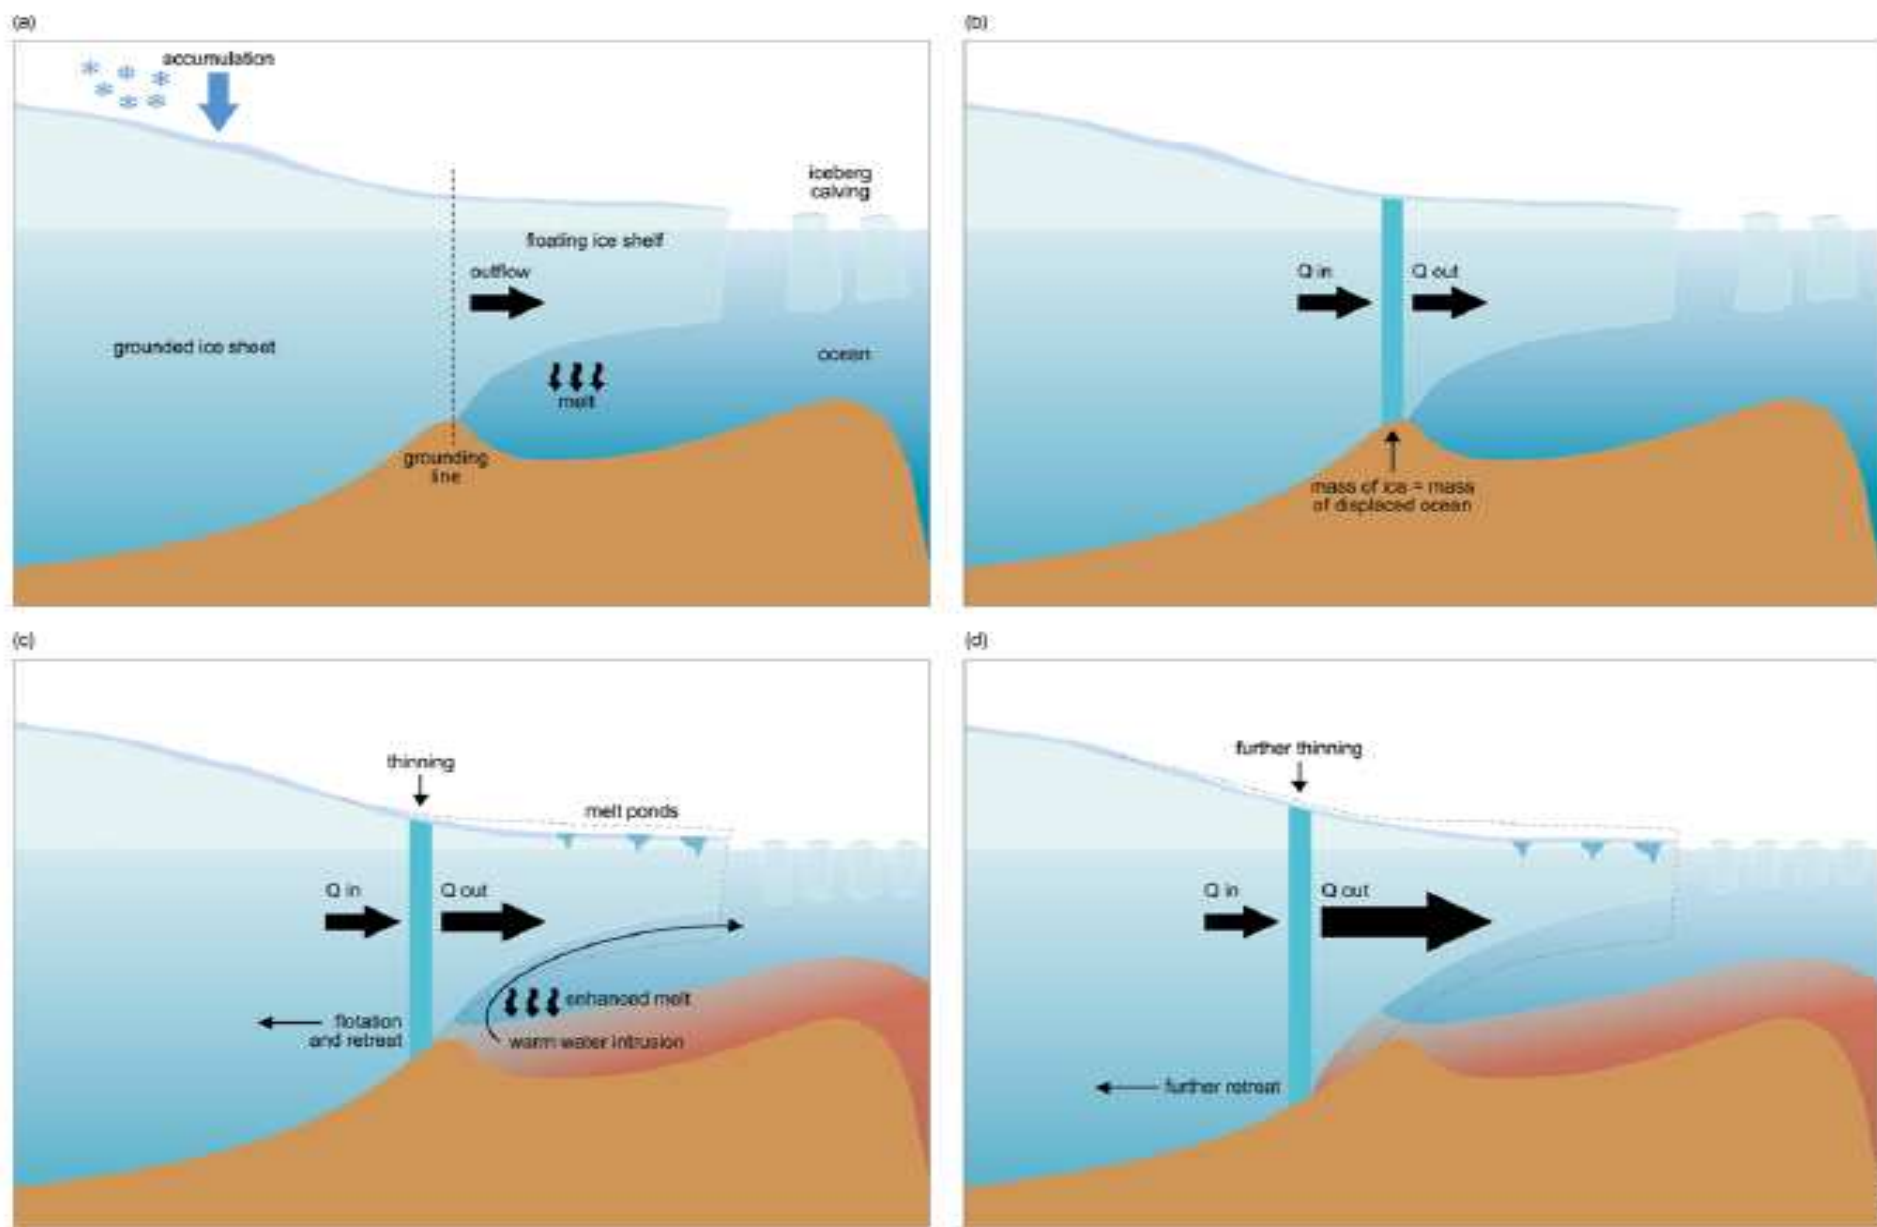 (a)
accumulation
iceberg
calving
floating ice shelf
outflow
grounded ice sheet
ocean
melt
grounding
line
(b)
Q in
Q out
mass of ice = mass
of displaced ocean
(c)
thinning
melt ponds
Q in
Q out
enhanced melt
flotation
and retreat
warm water intrusion
(d)
further thinning
Q in
Q out
further retreat